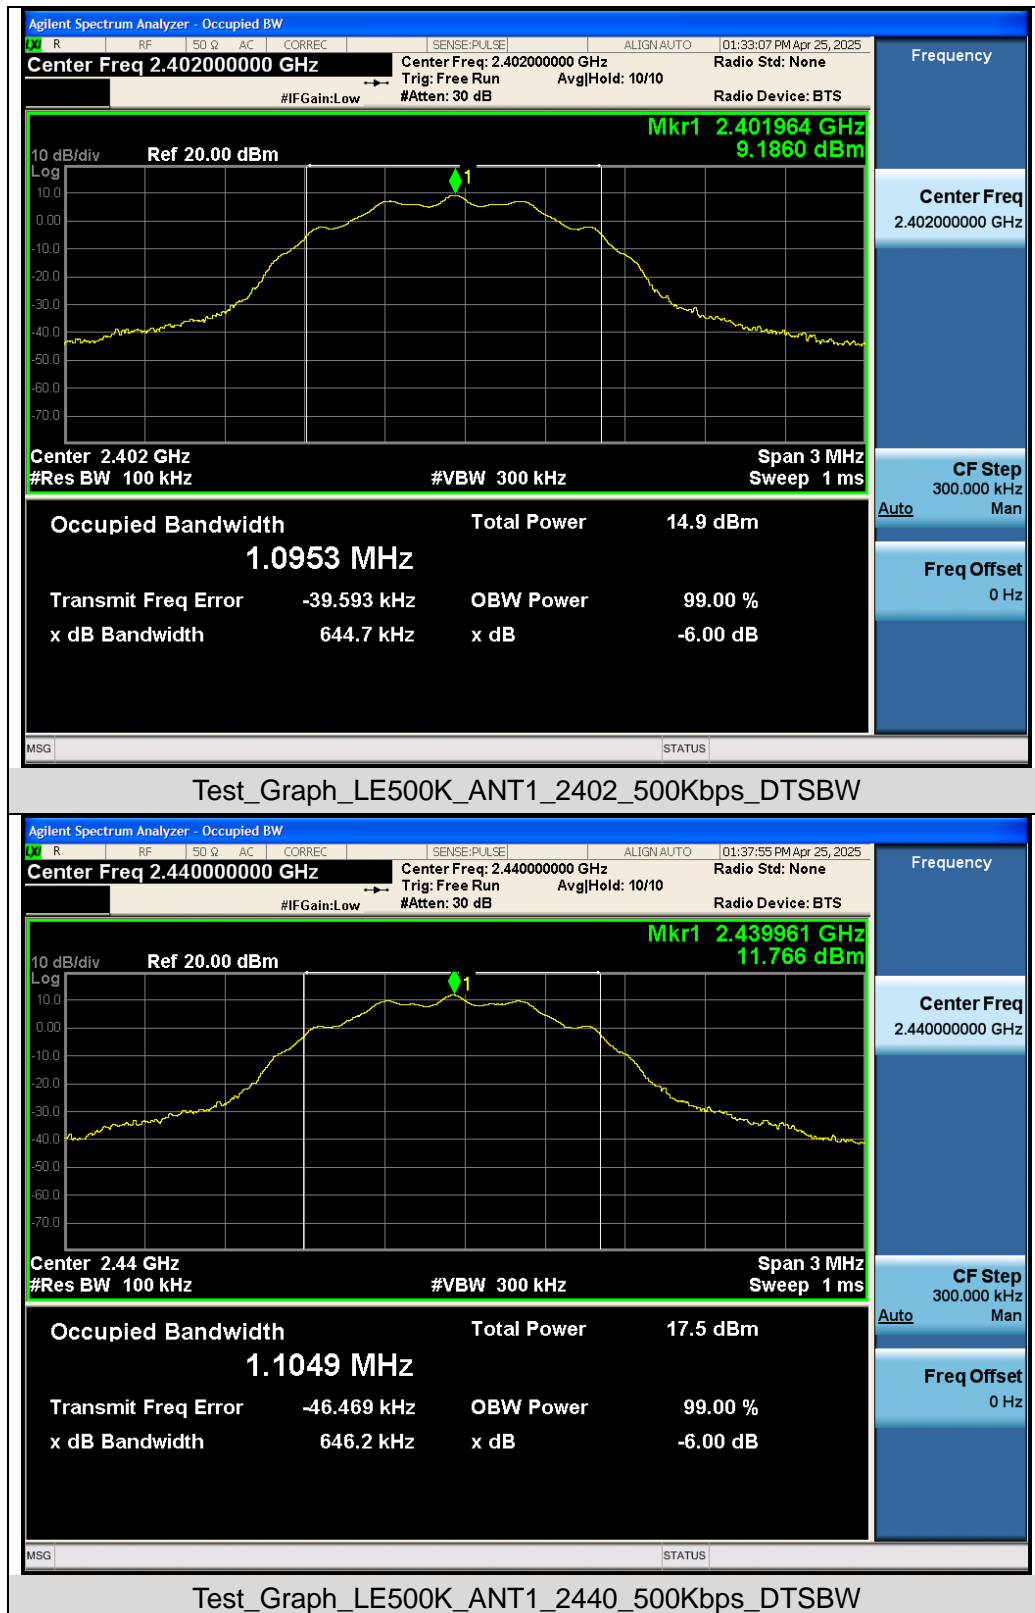 Agilent Spectrum Analyzer - Occupied BW
LXI R RF 50 Ω AC CORREC SENSE:PULSE ALIGN AUTO 01:33:07 PM Apr 25, 2025
Center Freq 2.402000000 GHz Center Freq: 2.402000000 GHz Radio Std: None Frequency
Trig: Free Run Avg|Hold: 10/10
#IFGain:Low #Atten: 30 dB Radio Device: BTS
Mkr1 2.401964 GHz
10 dB/div Ref 20.00 dBm 9.1860 dBm
Log
1
10.0
0.00
-10.0
-20.0
-30.0
-40.0
-50.0
-60.0
-70.0
Center Freq
2.402000000 GHz
Center 2.402 GHz Span 3 MHz
#Res BW 100 kHz #VBW 300 kHz Sweep 1 ms
CF Step
300.000 kHz
Auto Man
Occupied Bandwidth Total Power 14.9 dBm
1.0953 MHz
Freq Offset
0 Hz
Transmit Freq Error -39.593 kHz OBW Power 99.00 %
x dB Bandwidth 644.7 kHz x dB -6.00 dB
MSG STATUS
Test_Graph_LE500K_ANT1_2402_500Kbps_DTSBW
Agilent Spectrum Analyzer - Occupied BW
LXI R RF 50 Ω AC CORREC SENSE:PULSE ALIGN AUTO 01:37:55 PM Apr 25, 2025
Center Freq 2.440000000 GHz Center Freq: 2.440000000 GHz Radio Std: None Frequency
Trig: Free Run Avg|Hold: 10/10
#IFGain:Low #Atten: 30 dB Radio Device: BTS
Mkr1 2.439961 GHz
10 dB/div Ref 20.00 dBm 11.766 dBm
Log
1
10.0
0.00
-10.0
-20.0
-30.0
-40.0
-50.0
-60.0
-70.0
Center Freq
2.440000000 GHz
Center 2.44 GHz Span 3 MHz
#Res BW 100 kHz #VBW 300 kHz Sweep 1 ms
CF Step
300.000 kHz
Auto Man
Occupied Bandwidth Total Power 17.5 dBm
1.1049 MHz
Freq Offset
0 Hz
Transmit Freq Error -46.469 kHz OBW Power 99.00 %
x dB Bandwidth 646.2 kHz x dB -6.00 dB
MSG STATUS
Test_Graph_LE500K_ANT1_2440_500Kbps_DTSBW